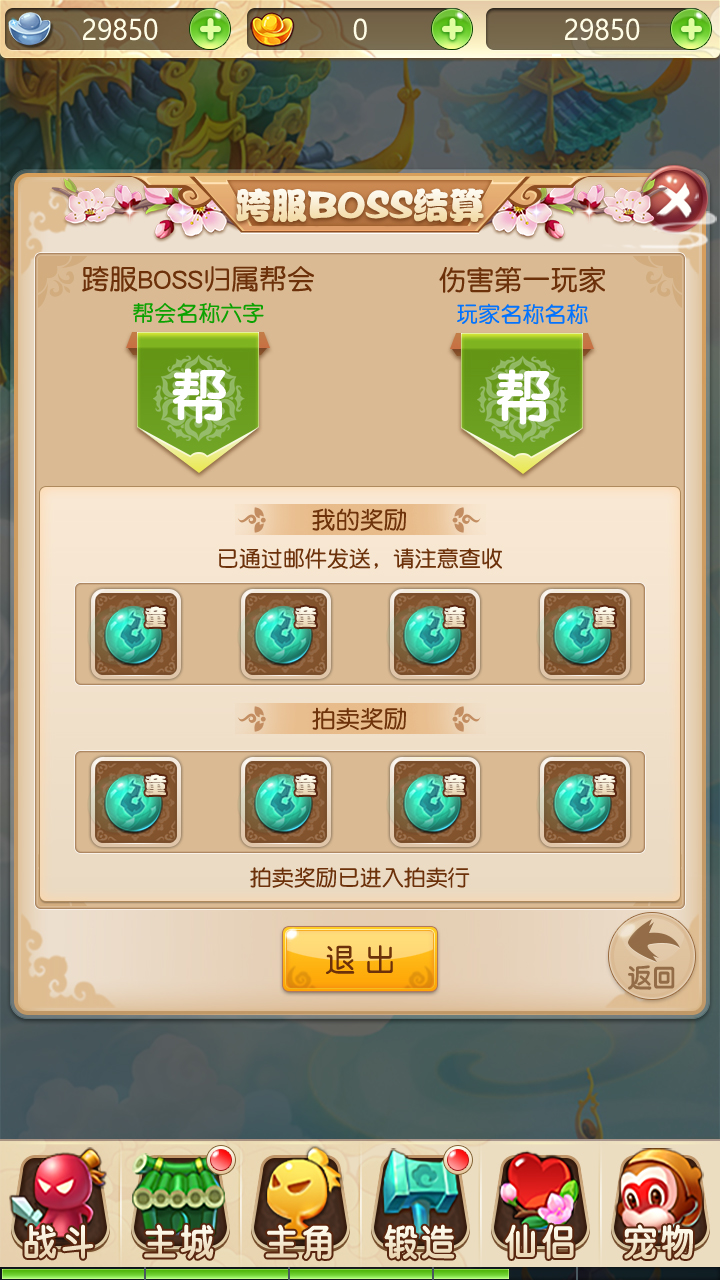 29850
0
29850
跨服BOSS结算
跨服BOSS归属帮会
伤害第一玩家
帮会名称六字
玩家名称名称
帮
帮
我的奖励
已通过邮件发送，请注意查收
童
童
童
童
拍卖奖励
童
童
童
童
拍卖奖励已进入拍卖行
退出
返回
战斗
主城
主角
锻造
仙侣
宠物